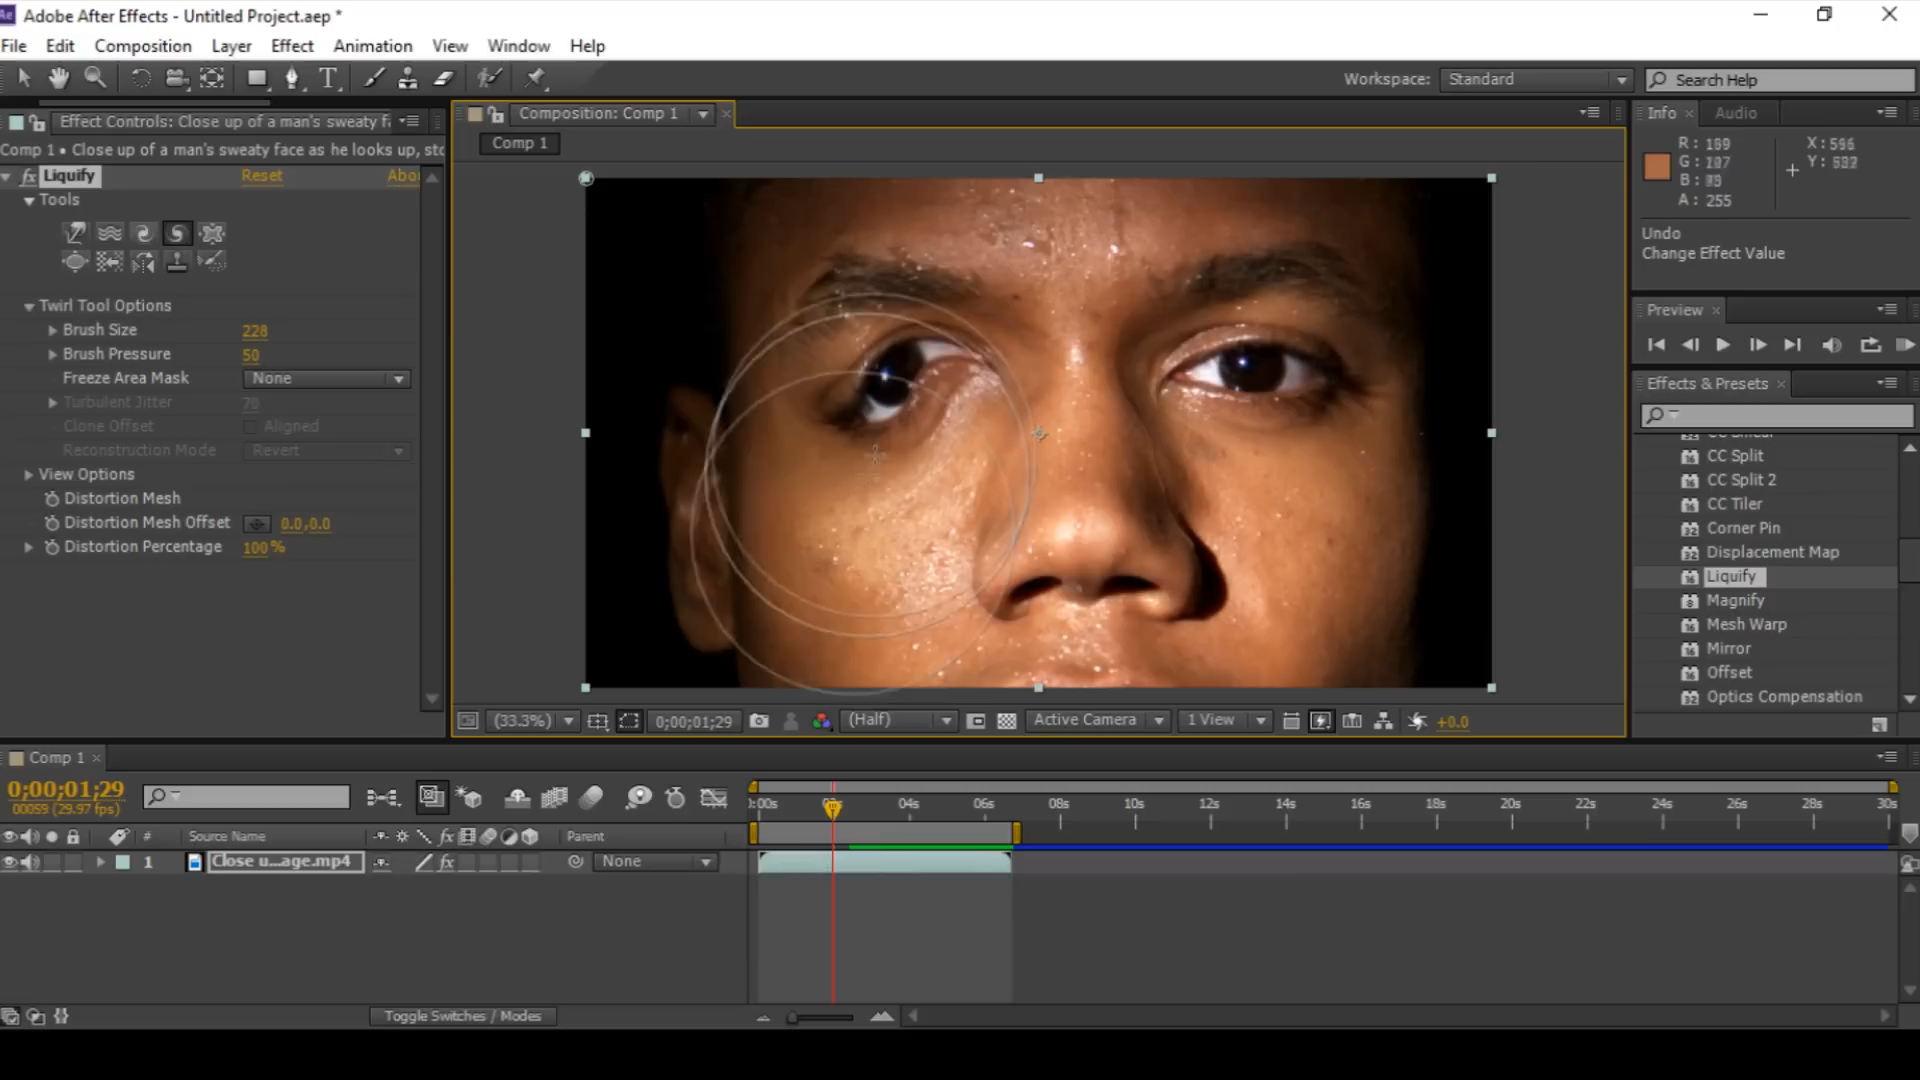 Adobe After Effects - Untitled Project.aep *
File Edit Composition Layer Effect Animation View Window Help
Workspace: Standard Search Help
Effect Controls: Close up of a man's sweaty f
Comp 1 • Close up of a man's sweaty face as he looks up, sto
fx Liquify Reset Abou
Tools
Twirl Tool Options
Brush Size 228
Brush Pressure 50
Freeze Area Mask None
Turbulent Jitter 70
Clone Offset Aligned
Reconstruction Mode Revert
View Options
Distortion Mesh
Distortion Mesh Offset 0.0,0.0
Distortion Percentage 100%
Composition: Comp 1
Comp 1
(33.3%) 0;00;01;29 (Half) Active Camera 1 View +0.0
Info Audio
R: X:
G: Y:
B:
A: 255
Undo
Change Effect Value
Preview
Effects & Presets
CC Split
CC Split 2
CC Tiler
Corner Pin
Displacement Map
Liquify
Magnify
Mesh Warp
Mirror
Offset
Optics Compensation
Comp 1
0;00;01;29
00059 (29.97 fps)
# Source Name fx Parent
1 Close u...age.mp4 fx None
:00s 04s 06s 08s 10s 12s 14s 16s 18s 20s 22s 24s 26s 28s 30s
Toggle Switches / Modes